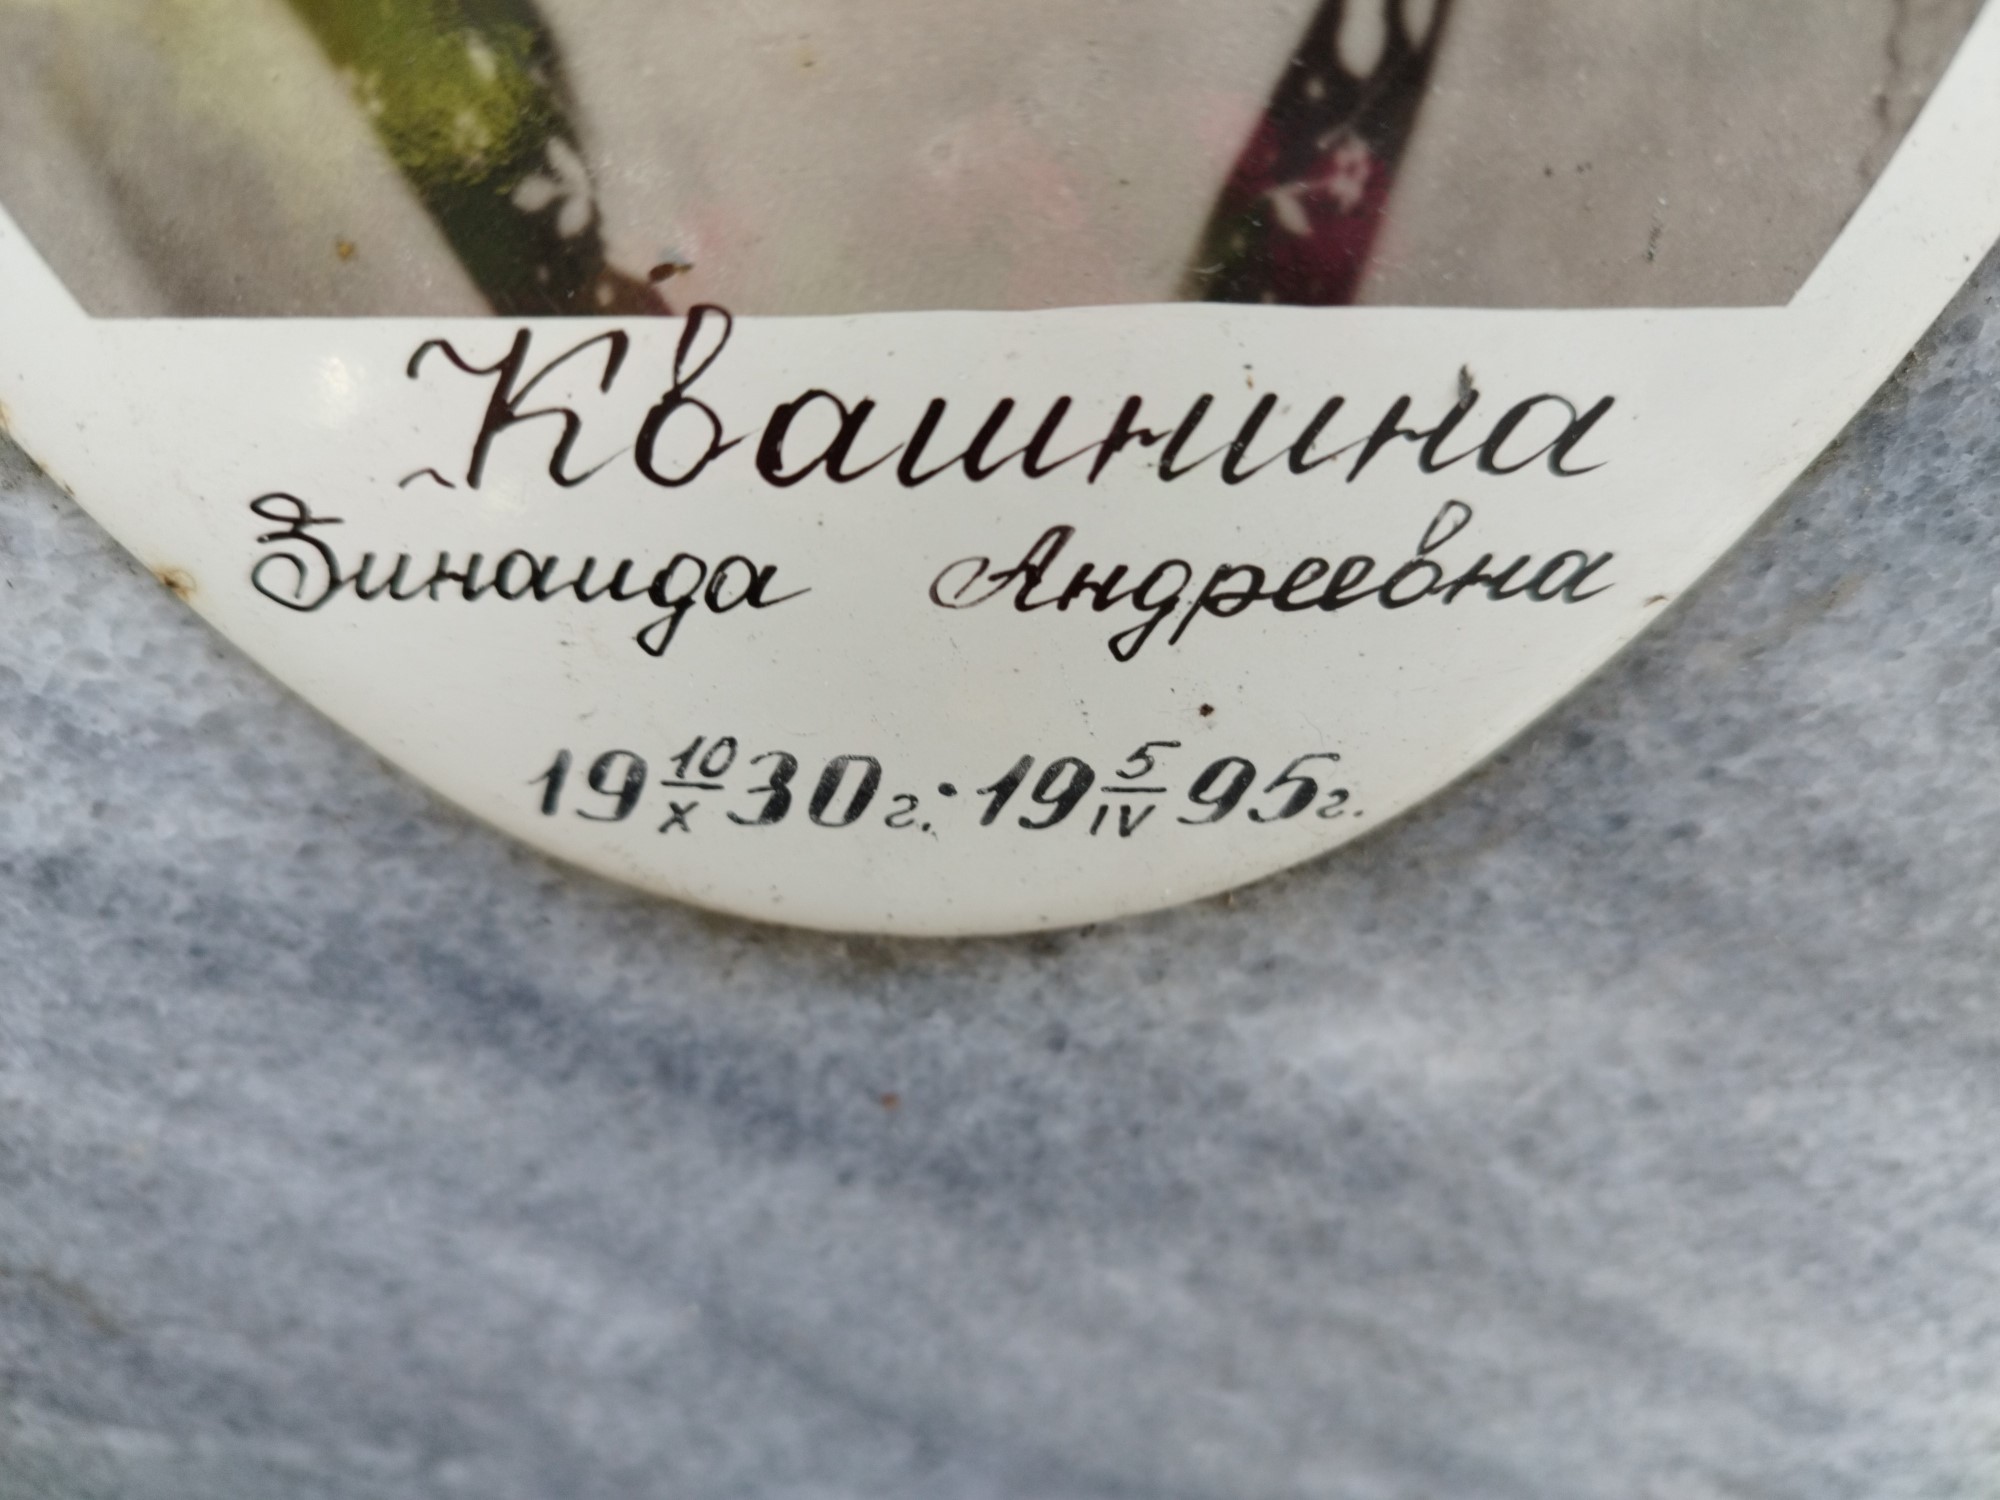 Квашнина
Зинаида Андреевна
19 10/X 30г. · 19 5/IV 95г.